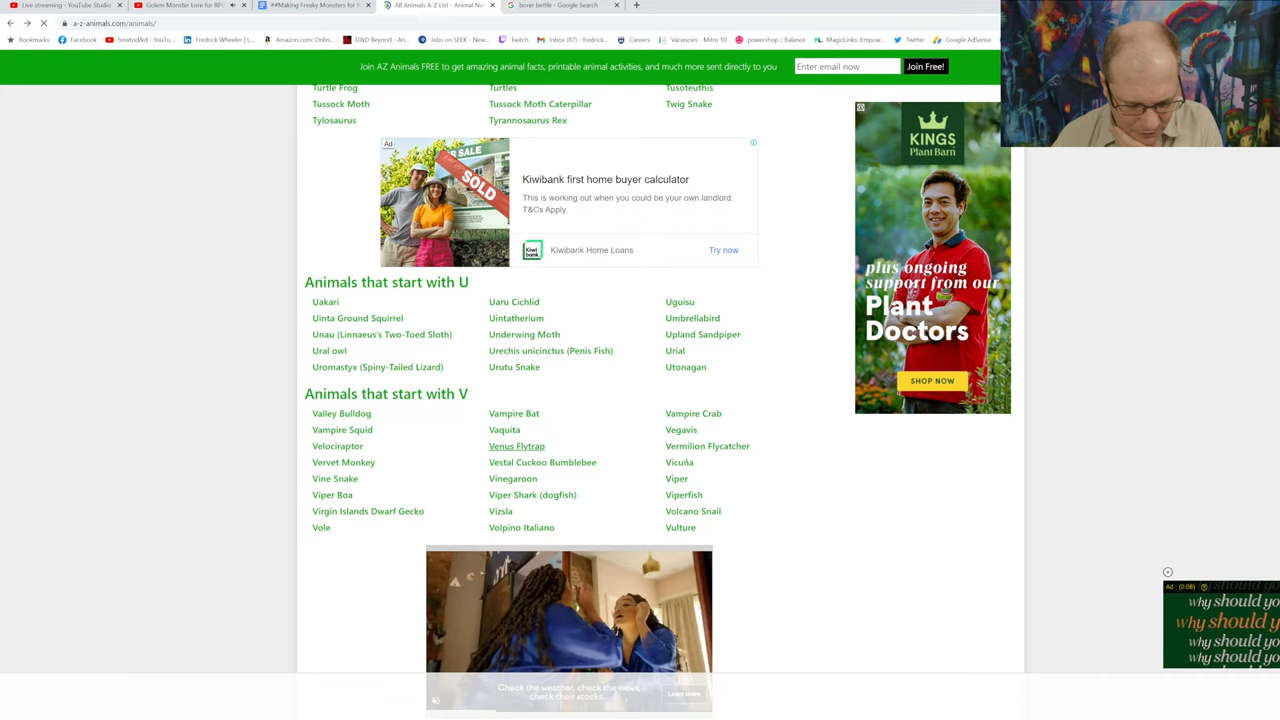 Live streaming - YouTube Studio
Golem Monster Lore for RP
##Making Freaky Monsters for R
All Animals A-Z List - Animal Na
borer bettle - Google Search
a-z-animals.com/animals/
Bookmarks
Facebook
howtod&d - YouTu...
LinkedIn
Fredrick Wheeler | L...
Amazon.com: Onlin...
D&D Beyond - An...
Jobs on SEEK - New...
Twitch
Inbox (87) - fredrick...
Careers
Vacancies - Mitre 10
powershop :: Balance
MagicLinks: Empow...
Twitter
Google AdSense
Join AZ Animals FREE to get amazing animal facts, printable animal activities, and much more sent directly to you
Enter email now
Join Free!
Turtle Frog
Turtles
Tusoteuthis
Tussock Moth
Tussock Moth Caterpillar
Twig Snake
Tylosaurus
Tyrannosaurus Rex
Ad
SALE
SOLD
Kiwibank first home buyer calculator
This is working out when you could be your own landlord.
T&Cs Apply.
Kiwi bank.
Kiwibank Home Loans
Try now
Animals that start with U
Uakari
Uaru Cichlid
Uguisu
Uinta Ground Squirrel
Uintatherium
Umbrellabird
Unau (Linnaeus's Two-Toed Sloth)
Underwing Moth
Upland Sandpiper
Ural owl
Urechis unicinctus (Penis Fish)
Urial
Uromastyx (Spiny-Tailed Lizard)
Urutu Snake
Utonagan
Animals that start with V
Valley Bulldog
Vampire Bat
Vampire Crab
Vampire Squid
Vaquita
Vegavis
Velociraptor
Venus Flytrap
Vermilion Flycatcher
Vervet Monkey
Vestal Cuckoo Bumblebee
Vicuña
Vine Snake
Vinegaroon
Viper
Viper Boa
Viper Shark (dogfish)
Viperfish
Virgin Islands Dwarf Gecko
Vizsla
Volcano Snail
Vole
Volpino Italiano
Vulture
KINGS
Plant Barn
plus ongoing
support from our
Plant
Doctors
SHOP NOW
Check the weather, check the news,
check their stocks...
Learn more
Ad : (0:08)
why should yo
why should y
why should yo
why should yo